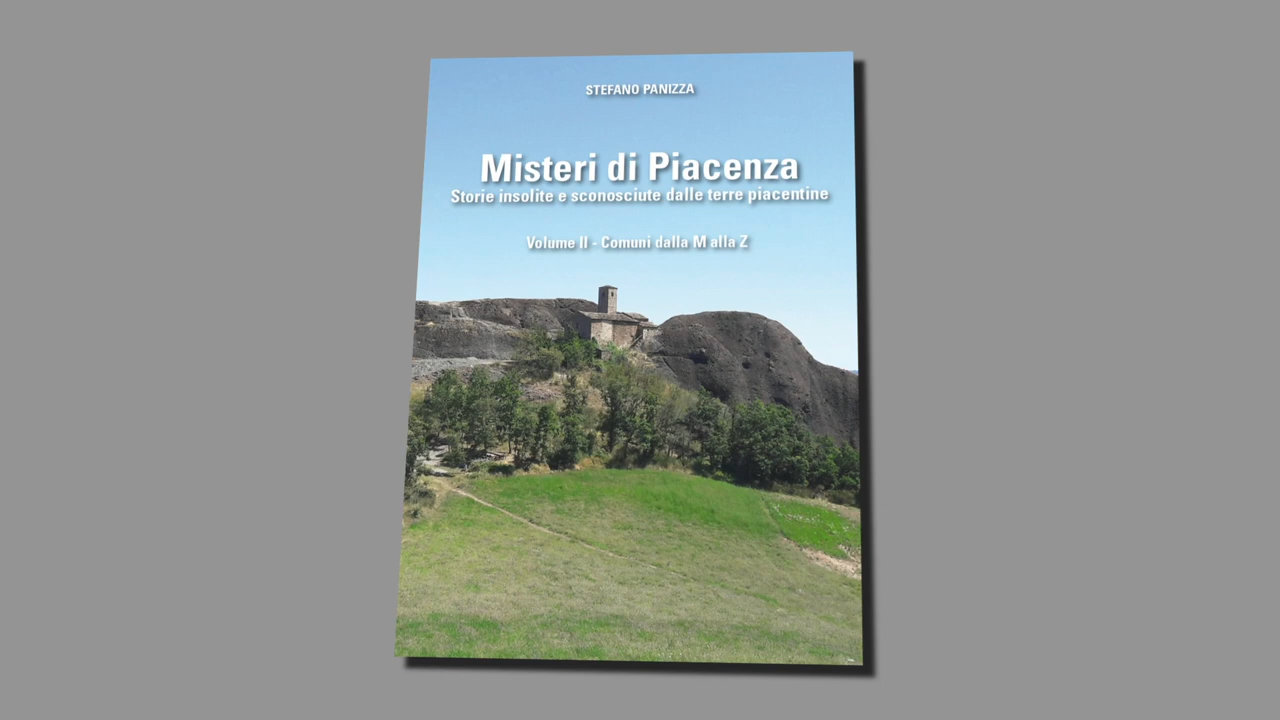 STEFANO PANIZZA
Misteri di Piacenza
Storie insolite e sconosciute dalle terre piacentine
Volume II - Comuni dalla M alla Z